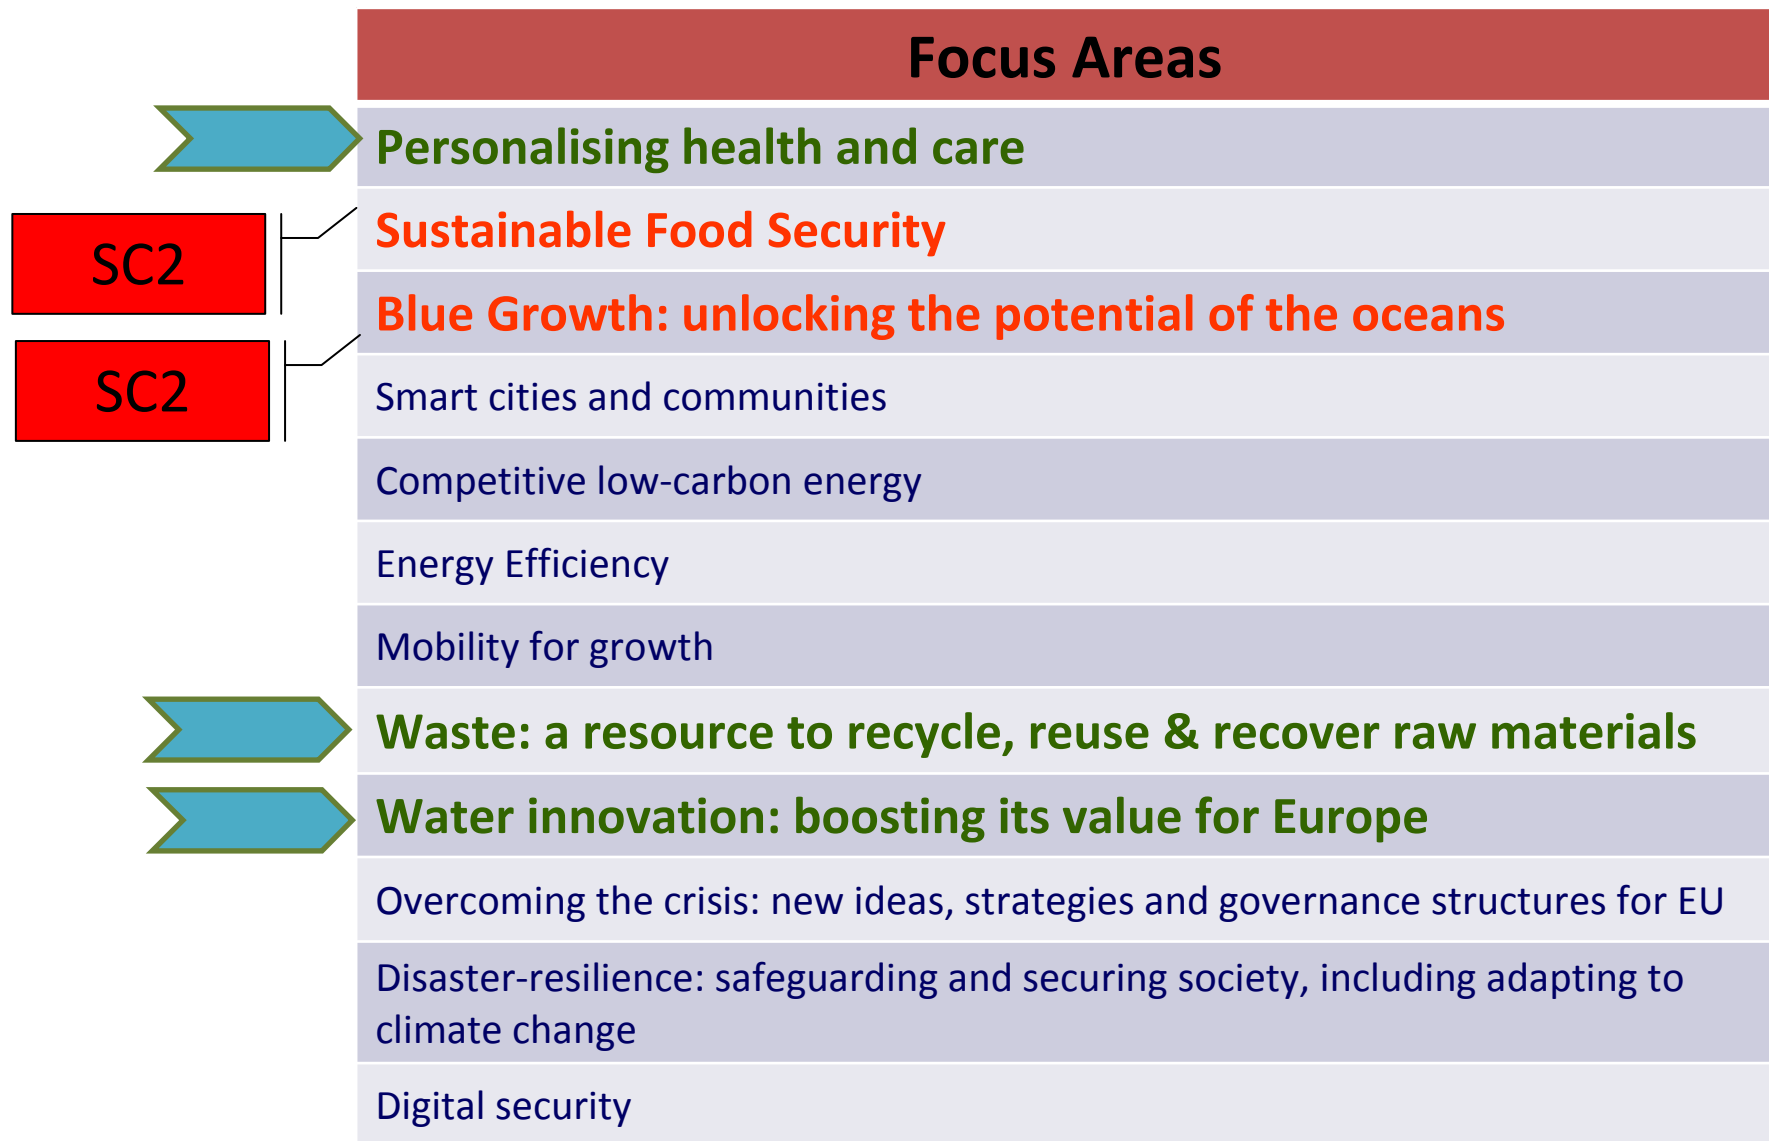 Focus Areas
Personalising health and care
SC2
Sustainable Food Security
Blue Growth: unlocking the potential of the oceans
SC2
Smart cities and communities
Competitive low-carbon energy
Energy Efficiency
Mobility for growth
Waste: a resource to recycle, reuse & recover raw materials
Water innovation: boosting its value for Europe
Overcoming the crisis: new ideas, strategies and governance structures for EU
Disaster-resilience: safeguarding and securing society, including adapting to
climate change
Digital security